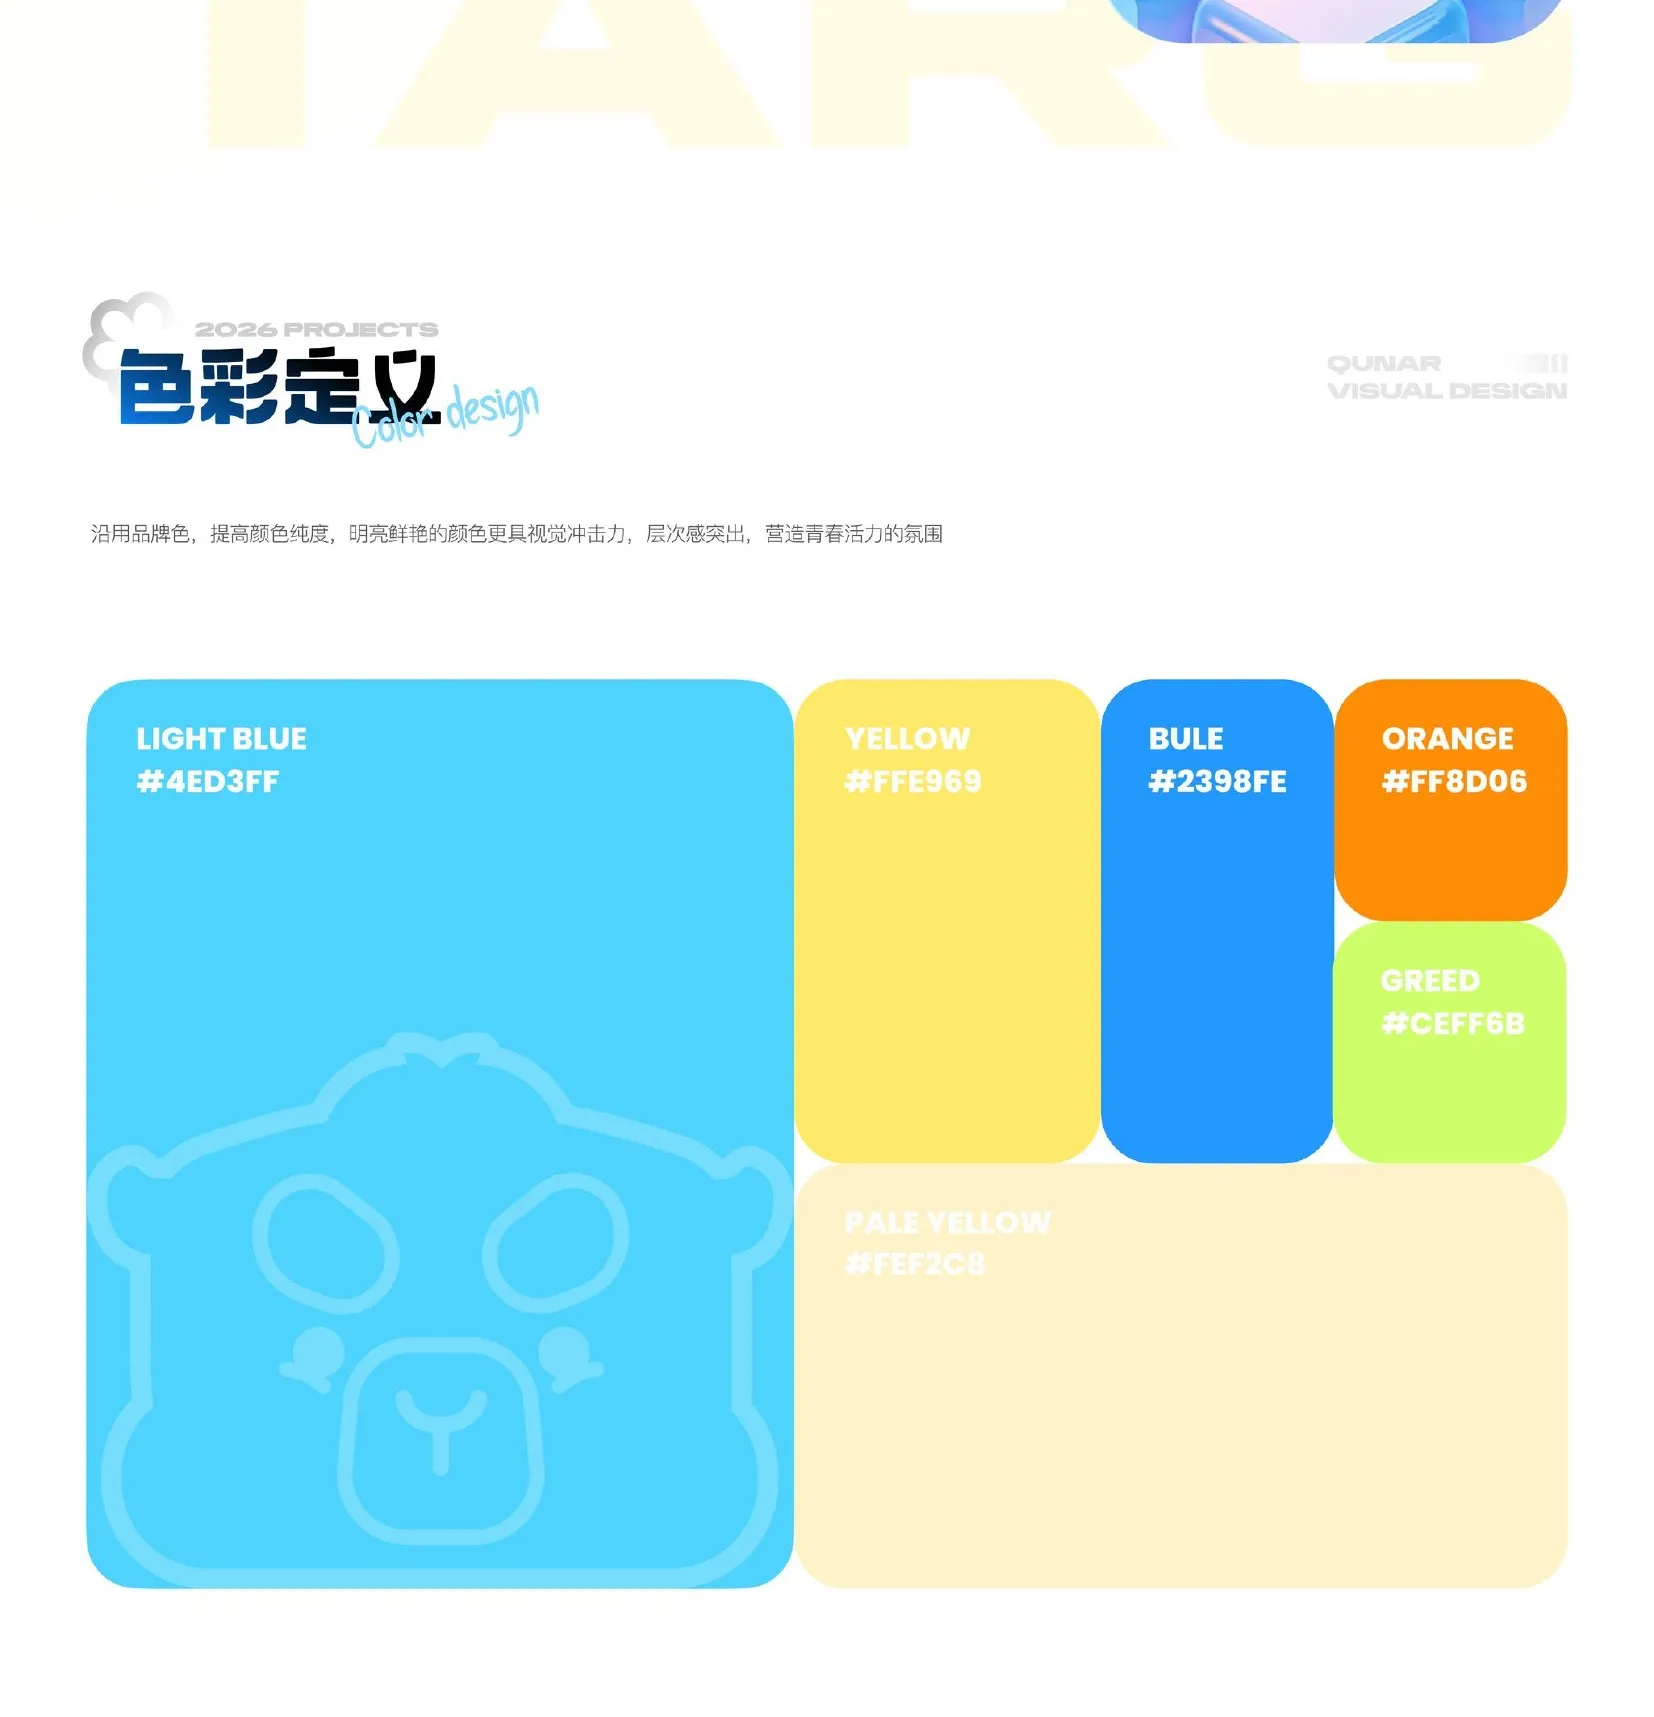 TARG
2026 PROJECTS
色彩定义
Color design
QUNAR
VISUAL DESIGN
沿用品牌色，提高颜色纯度，明亮鲜艳的颜色更具视觉冲击力，层次感突出，营造青春活力的氛围
LIGHT BLUE
#4ED3FF
YELLOW
#FFE969
BULE
#2398FE
ORANGE
#FF8D06
GREED
#CEFF6B
PALE YELLOW
#FEF2C8